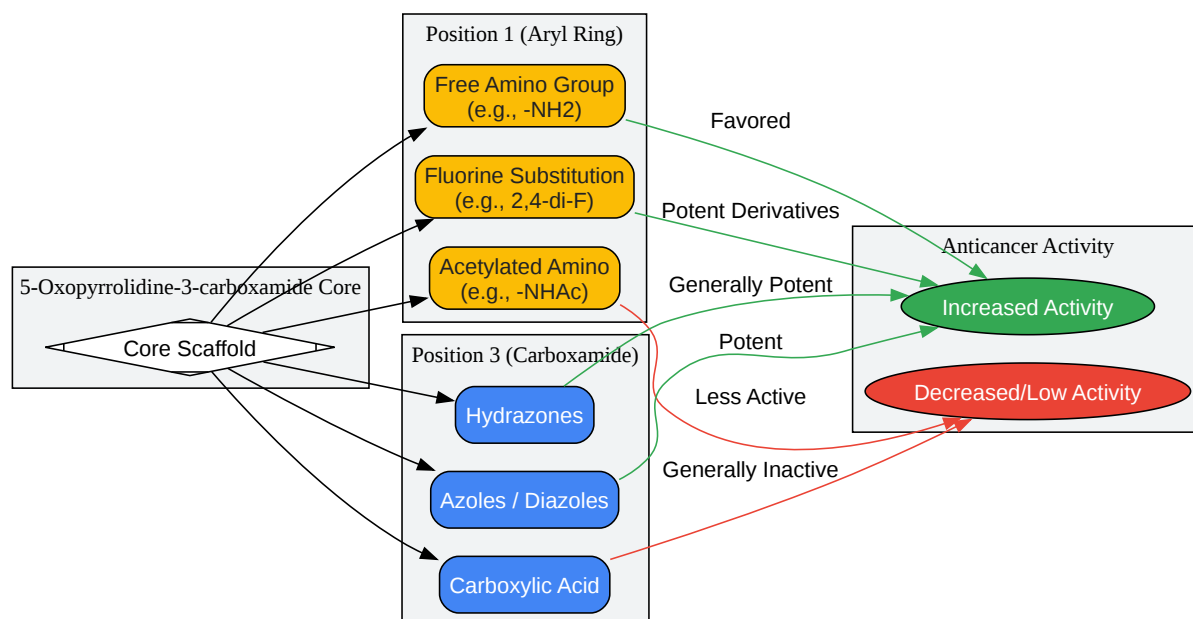 5-Oxopyrrolidine-3-carboxamide Core
Core Scaffold
Position 1 (Aryl Ring)
Free Amino Group
(e.g., -NH2)
Fluorine Substitution
(e.g., 2,4-di-F)
Acetylated Amino
(e.g., -NHAc)
Position 3 (Carboxamide)
Hydrazones
Azoles / Diazoles
Carboxylic Acid
Favored
Potent Derivatives
Generally Potent
Potent
Less Active
Generally Inactive
Anticancer Activity
Increased Activity
Decreased/Low Activity